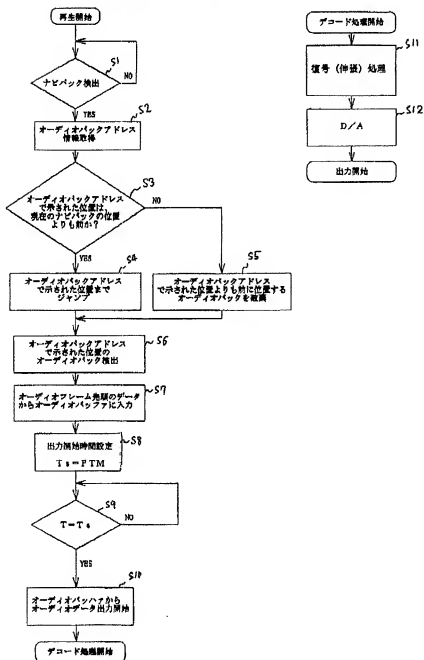 再生開始
S1
ナビパック検出
NO
YES
S2
オーディオパックアドレス
情報取得
S3
オーディオパックアドレス
で示された位置は、
現在のナビパックの位置
よりも前か?
NO
YES
S4
オーディオパックアドレス
で示された位置まで
ジャンプ
S5
オーディオパックアドレス
で示された位置よりも前に位置する
オーディオパックを破棄
S6
オーディオパックアドレス
で示された位置の
オーディオパック検出
S7
オーディオフレーム先頭のデータ
からオーディオバッファに入力
S8
出力開始時間設定
Ts=PTM
S9
T=Ts
NO
YES
S10
オーディオバッファから
オーディオデータ出力開始
デコード処理開始
デコード処理開始
S11
復号(伸張)処理
S12
D/A
出力開始